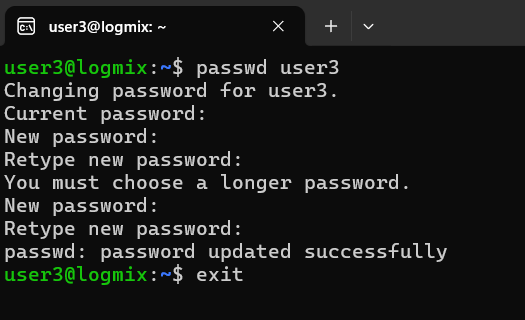 user3@logmix: ~
user3@logmix:~$ passwd user3
Changing password for user3.
Current password:
New password:
Retype new password:
You must choose a longer password.
New password:
Retype new password:
passwd: password updated successfully
user3@logmix:~$ exit